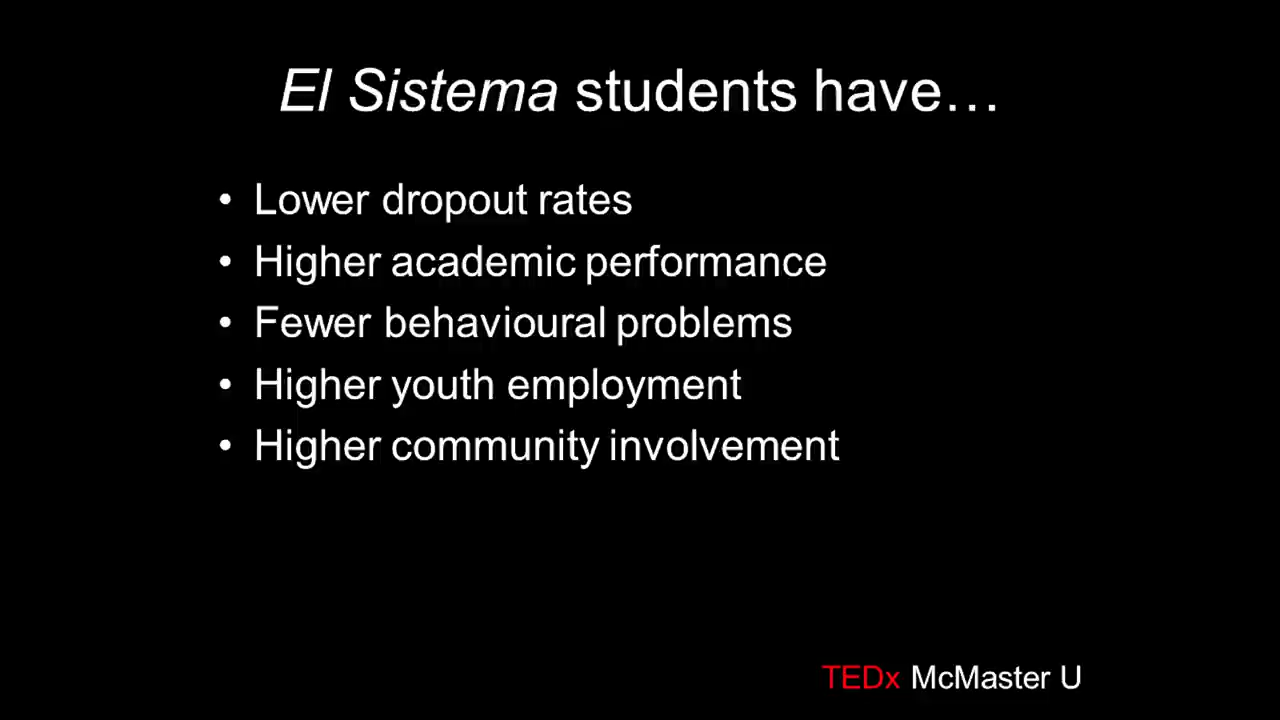 El Sistema students have…
• Lower dropout rates
• Higher academic performance
• Fewer behavioural problems
• Higher youth employment
• Higher community involvement
TEDx McMaster U